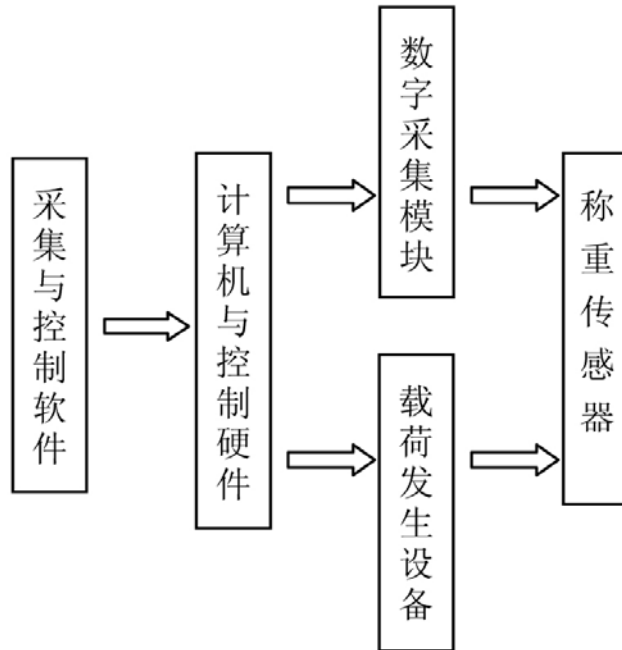 采集与控制软件
计算机与控制硬件
数字采集模块
载荷发生设备
称重传感器